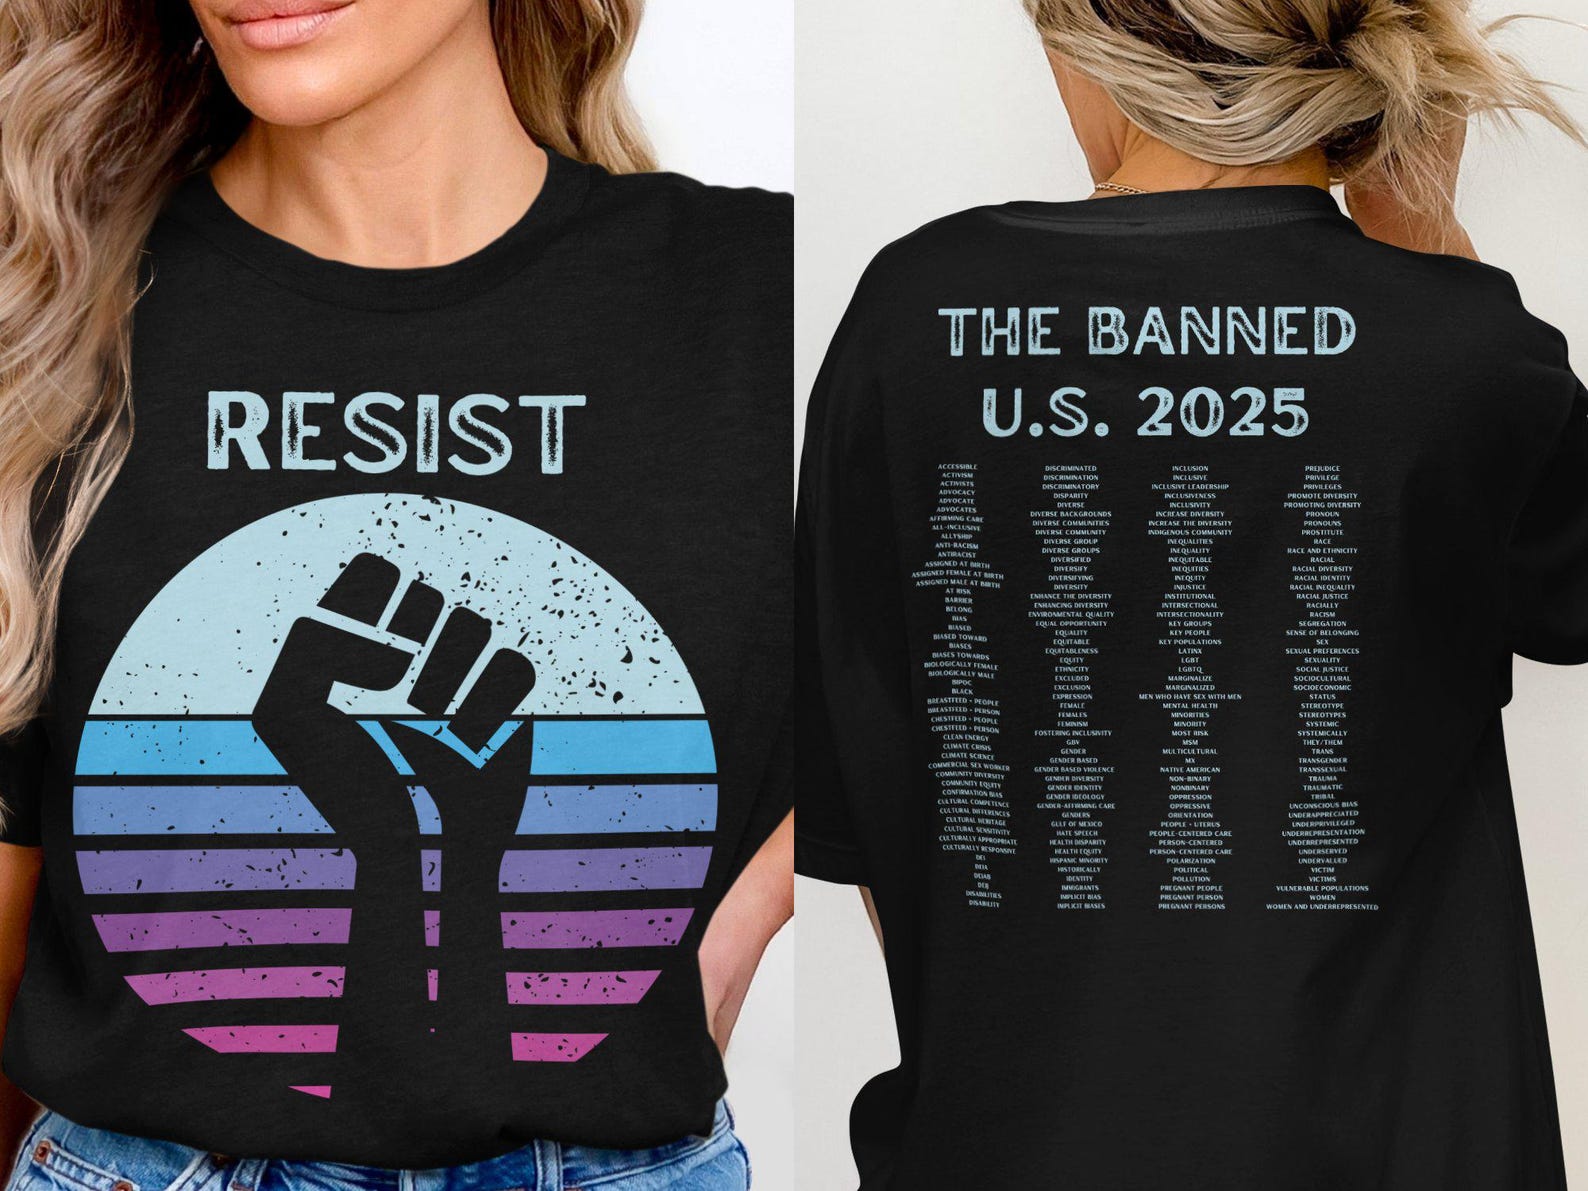 RESIST
THE BANNED
U.S. 2025
ACCESSIBLE
ACTIVISM
ACTIVISTS
ADVOCACY
ADVOCATE
ADVOCATES
AFFIRMING CARE
ALL-INCLUSIVE
ALLYSHIP
ANTI-RACISM
ANTIRACIST
ASSIGNED AT BIRTH
ASSIGNED FEMALE AT BIRTH
ASSIGNED MALE AT BIRTH
AT RISK
BARRIER
BELONG
BIAS
BIASED
BIASED TOWARD
BIASES
BIASES TOWARDS
BIOLOGICALLY FEMALE
BIOLOGICALLY MALE
BIPOC
BLACK
BREASTFEED + PEOPLE
BREASTFEED + PERSON
CHESTFEED + PEOPLE
CHESTFEED + PERSON
CLEAN ENERGY
CLIMATE CRISIS
CLIMATE SCIENCE
COMMERCIAL SEX WORKER
COMMUNITY DIVERSITY
COMMUNITY EQUITY
CONFIRMATION BIAS
CULTURAL COMPETENCE
CULTURAL DIFFERENCES
CULTURAL HERITAGE
CULTURAL SENSITIVITY
CULTURALLY APPROPRIATE
CULTURALLY RESPONSIVE
DEI
DEIA
DEIAB
DEIJ
DISABILITIES
DISABILITY
DISCRIMINATED
DISCRIMINATION
DISCRIMINATORY
DISPARITY
DIVERSE
DIVERSE BACKGROUNDS
DIVERSE COMMUNITIES
DIVERSE COMMUNITY
DIVERSE GROUP
DIVERSE GROUPS
DIVERSIFIED
DIVERSIFY
DIVERSIFYING
DIVERSITY
ENHANCE THE DIVERSITY
ENHANCING DIVERSITY
ENVIRONMENTAL QUALITY
EQUAL OPPORTUNITY
EQUALITY
EQUITABLE
EQUITABLENESS
EQUITY
ETHNICITY
EXCLUDED
EXCLUSION
EXPRESSION
FEMALE
FEMALES
FEMINISM
FOSTERING INCLUSIVITY
GBV
GENDER
GENDER BASED
GENDER BASED VIOLENCE
GENDER DIVERSITY
GENDER IDENTITY
GENDER IDEOLOGY
GENDER-AFFIRMING CARE
GENDERS
GULF OF MEXICO
HATE SPEECH
HEALTH DISPARITY
HEALTH EQUITY
HISPANIC MINORITY
HISTORICALLY
IDENTITY
IMMIGRANTS
IMPLICIT BIAS
IMPLICIT BIASES
INCLUSION
INCLUSIVE
INCLUSIVE LEADERSHIP
INCLUSIVENESS
INCLUSIVITY
INCREASE DIVERSITY
INCREASE THE DIVERSITY
INDIGENOUS COMMUNITY
INEQUALITIES
INEQUALITY
INEQUITABLE
INEQUITIES
INEQUITY
INJUSTICE
INSTITUTIONAL
INTERSECTIONAL
INTERSECTIONALITY
KEY GROUPS
KEY PEOPLE
KEY POPULATIONS
LATINX
LGBT
LGBTQ
MARGINALIZE
MARGINALIZED
MEN WHO HAVE SEX WITH MEN
MENTAL HEALTH
MINORITIES
MINORITY
MOST RISK
MSM
MULTICULTURAL
MX
NATIVE AMERICAN
NON-BINARY
NONBINARY
OPPRESSION
OPPRESSIVE
ORIENTATION
PEOPLE + UTERUS
PEOPLE-CENTERED CARE
PERSON-CENTERED
PERSON-CENTERED CARE
POLARIZATION
POLITICAL
POLLUTION
PREGNANT PEOPLE
PREGNANT PERSON
PREGNANT PERSONS
PREJUDICE
PRIVILEGE
PRIVILEGES
PROMOTE DIVERSITY
PROMOTING DIVERSITY
PRONOUN
PRONOUNS
PROSTITUTE
RACE
RACE AND ETHNICITY
RACIAL
RACIAL DIVERSITY
RACIAL IDENTITY
RACIAL INEQUALITY
RACIAL JUSTICE
RACIALLY
RACISM
SEGREGATION
SENSE OF BELONGING
SEX
SEXUAL PREFERENCES
SEXUALITY
SOCIAL JUSTICE
SOCIOCULTURAL
SOCIOECONOMIC
STATUS
STEREOTYPE
STEREOTYPES
SYSTEMIC
SYSTEMICALLY
THEY/THEM
TRANS
TRANSGENDER
TRANSSEXUAL
TRAUMA
TRAUMATIC
TRIBAL
UNCONSCIOUS BIAS
UNDERAPPRECIATED
UNDERPRIVILEGED
UNDERREPRESENTATION
UNDERREPRESENTED
UNDERSERVED
UNDERVALUED
VICTIM
VICTIMS
VULNERABLE POPULATIONS
WOMEN
WOMEN AND UNDERREPRESENTED